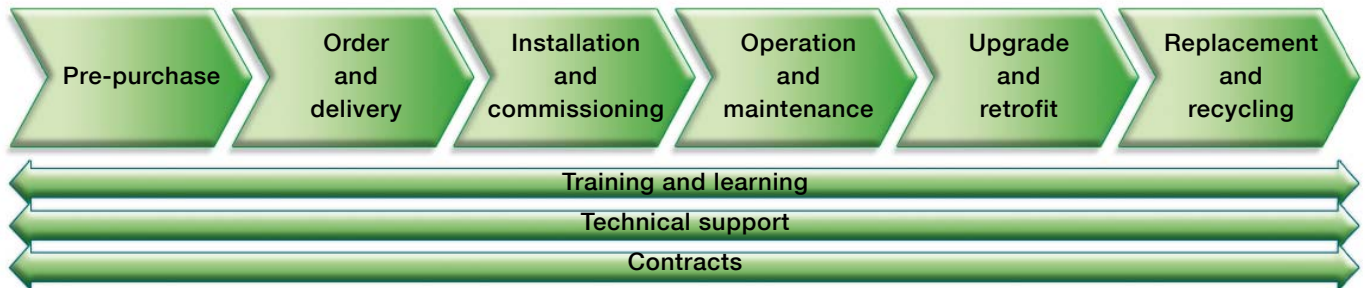 Pre-purchase
Order
and
delivery
Installation
and
commissioning
Operation
and
maintenance
Upgrade
and
retrofit
Replacement
and
recycling
Training and learning
Technical support
Contracts